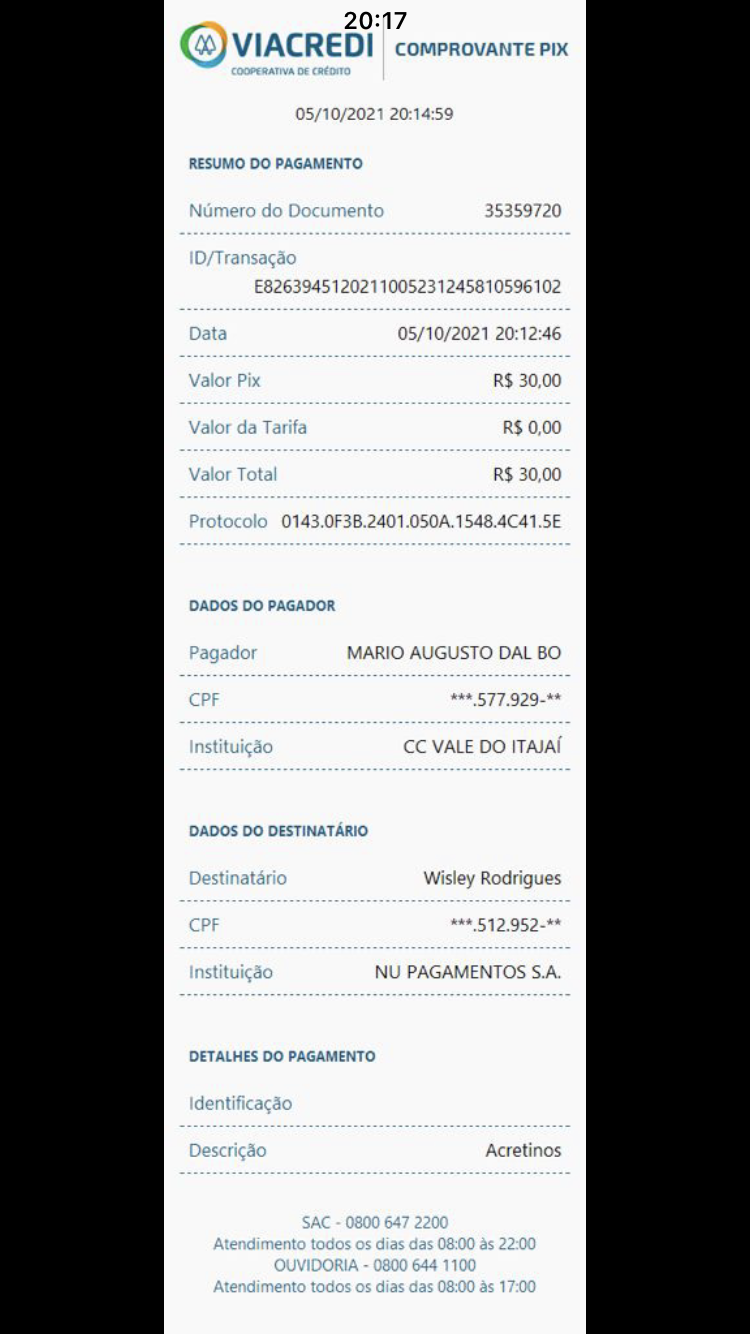 20:17
VIACREDI
COOPERATIVA DE CRÉDITO
COMPROVANTE PIX
05/10/2021 20:14:59
RESUMO DO PAGAMENTO
Número do Documento 35359720
ID/Transação
E8263945120211005231245810596102
Data 05/10/2021 20:12:46
Valor Pix R$ 30,00
Valor da Tarifa R$ 0,00
Valor Total R$ 30,00
Protocolo 0143.0F3B.2401.050A.1548.4C41.5E
DADOS DO PAGADOR
Pagador MARIO AUGUSTO DAL BO
CPF ***.577.929-**
Instituição CC VALE DO ITAJAÍ
DADOS DO DESTINATÁRIO
Destinatário Wisley Rodrigues
CPF ***.512.952-**
Instituição NU PAGAMENTOS S.A.
DETALHES DO PAGAMENTO
Identificação
Descrição Acretinos
SAC - 0800 647 2200
Atendimento todos os dias das 08:00 às 22:00
OUVIDORIA - 0800 644 1100
Atendimento todos os dias das 08:00 às 17:00